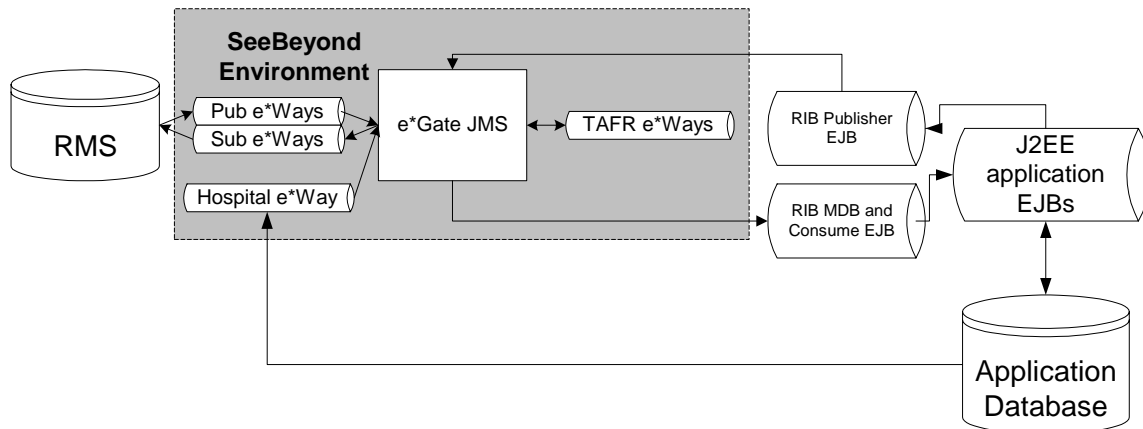 SeeBeyond
Environment
RMS
Pub e*Ways
Sub e*Ways
Hospital e*Way
e*Gate JMS
TAFR e*Ways
RIB Publisher
EJB
RIB MDB and
Consume EJB
J2EE
application
EJBs
Application
Database